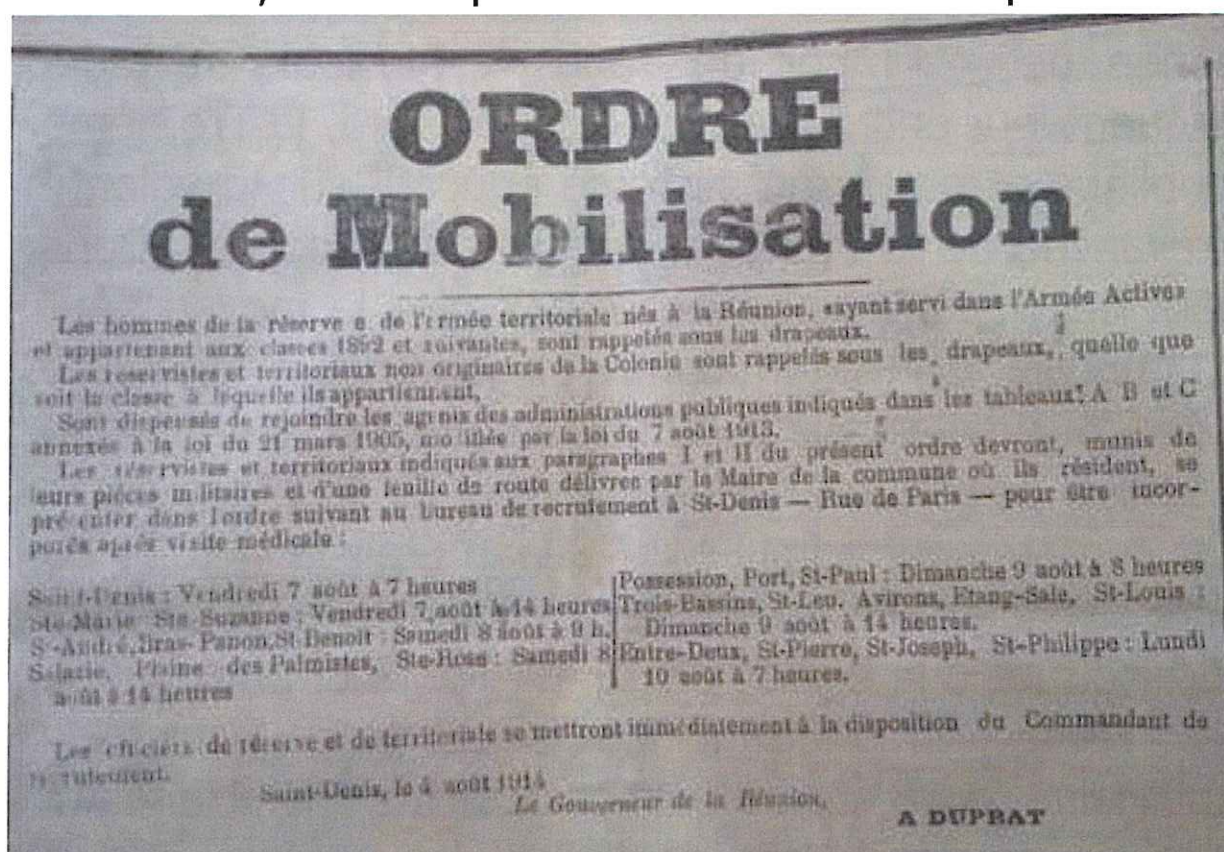 ORDRE
de Mobilisation
Les hommes de la réserve e de l'armée territoriale nés à la Réunion, «ayant servi dans l'Armée Active»
et appartenant aux classes 1892 et suivantes, sont rappelés sous les drapeaux.
Les réservistes et territoriaux non originaires de la Colonie sont rappelés sous les drapeaux, quelle que
soit la classe à laquelle ils appartiennent.
Sont dispensés de rejoindre les agents des administrations publiques indiqués dans les tableaux A B et C
annexés à la loi du 21 mars 1905, modifiée par la loi du 7 août 1913.
Les réservistes et territoriaux indiqués aux paragraphes I et II du présent ordre devront, munis de
leurs pièces militaires et d'une feuille de route délivrée par le Maire de la commune où ils résident, se
présenter dans l'ordre suivant au bureau de recrutement à St-Denis — Rue de Paris — pour être incor-
porés après visite médicale :
Saint-Denis : Vendredi 7 août à 7 heures
Ste-Marie Ste-Suzanne : Vendredi 7 août à 14 heures
St-André, Bras-Panon, St-Benoit : Samedi 8 août à 9 h.
Salazie, Plaine des Palmistes, Ste-Rose : Samedi 8
août à 14 heures
Possession, Port, St-Paul : Dimanche 9 août à 8 heures
Trois-Bassins, St-Leu, Avirons, Etang-Salé, St-Louis :
Dimanche 9 août à 14 heures.
Entre-Deux, St-Pierre, St-Joseph, St-Philippe : Lundi
10 août à 7 heures.
Les officiers de réserve et de territoriale se mettront immédiatement à la disposition du Commandant de
recrutement.
Saint-Denis, le 4 août 1914
Le Gouverneur de la Réunion,
A DUPRAT